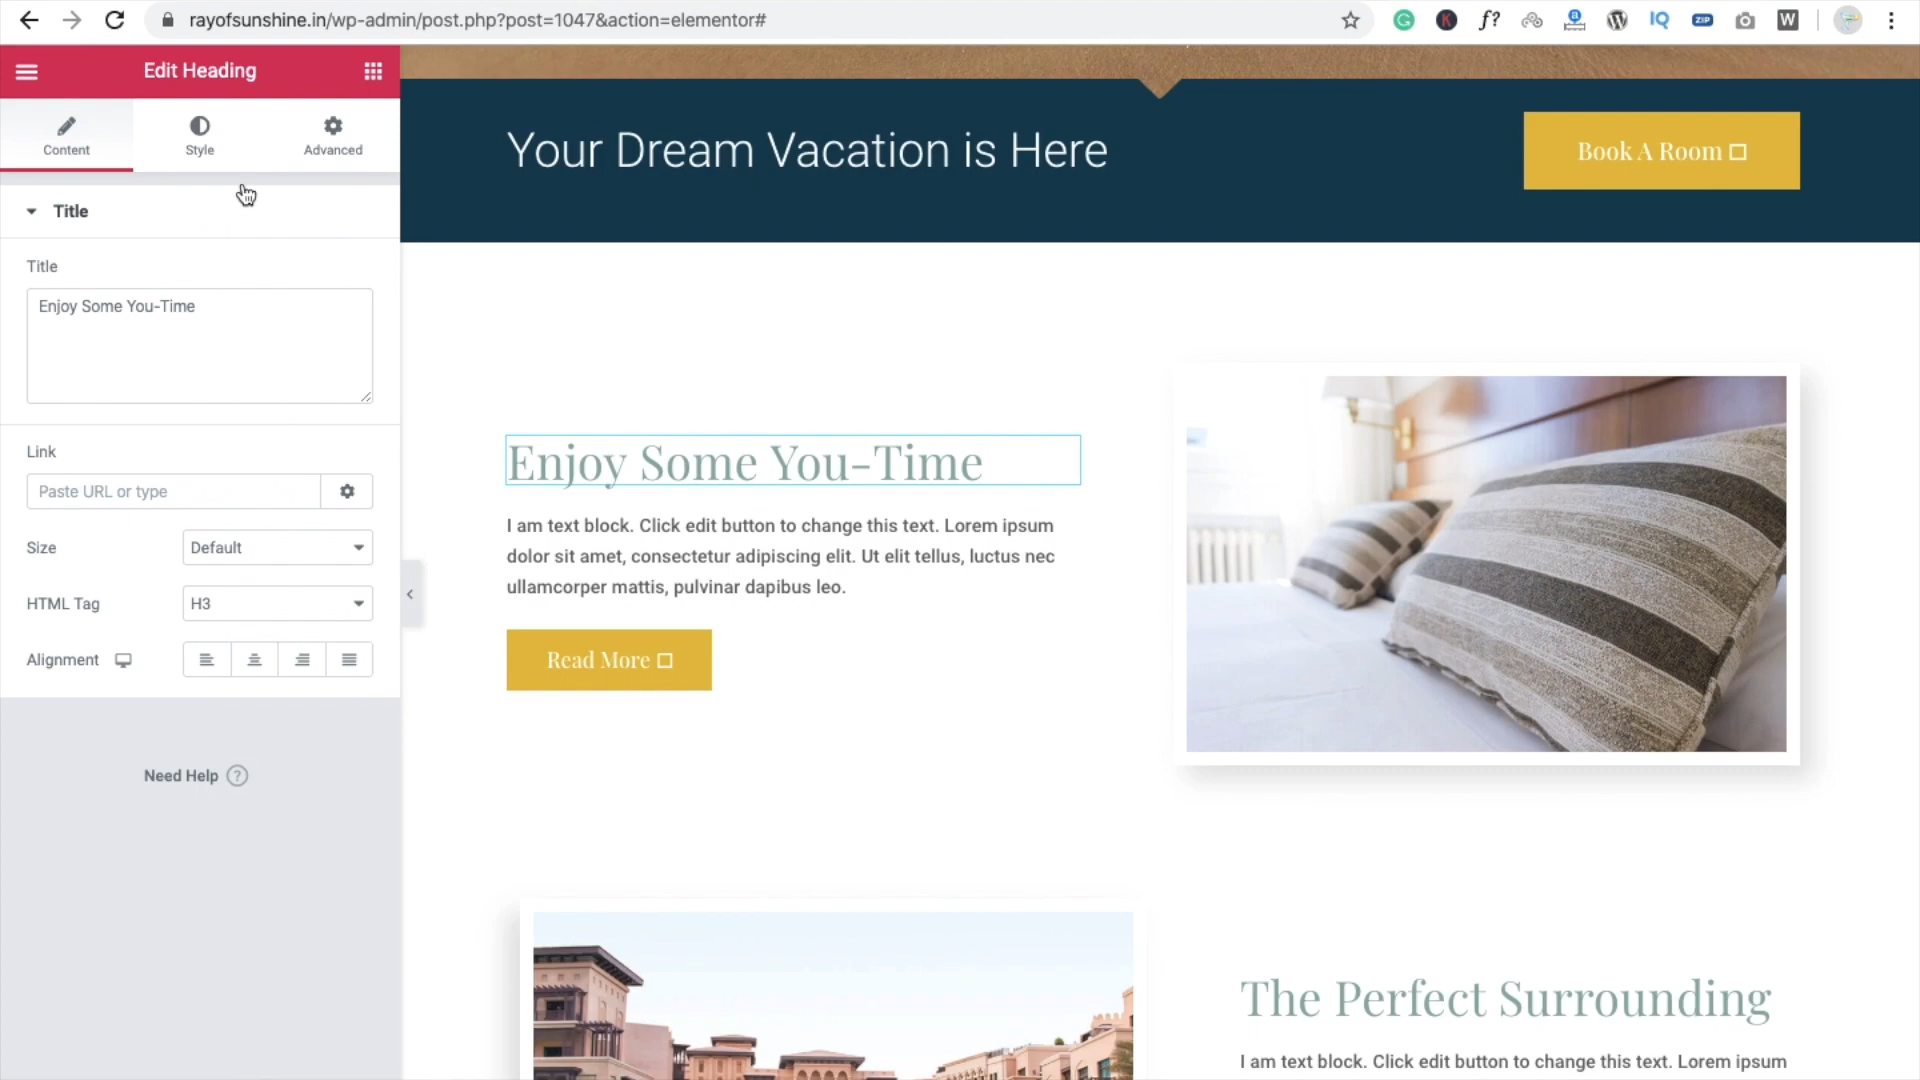 rayofsunshine.in/wp-admin/post.php?post=1047&action=elementor#
G
K
f?
a
IQ
ZIP
W
Edit Heading
Content
Style
Advanced
Title
Title
Enjoy Some You-Time
Link
Paste URL or type
Size
Default
HTML Tag
H3
Alignment
Need Help ?
Your Dream Vacation is Here
Book A Room
Enjoy Some You-Time
I am text block. Click edit button to change this text. Lorem ipsum
dolor sit amet, consectetur adipiscing elit. Ut elit tellus, luctus nec
ullamcorper mattis, pulvinar dapibus leo.
Read More
The Perfect Surrounding
I am text block. Click edit button to change this text. Lorem ipsum